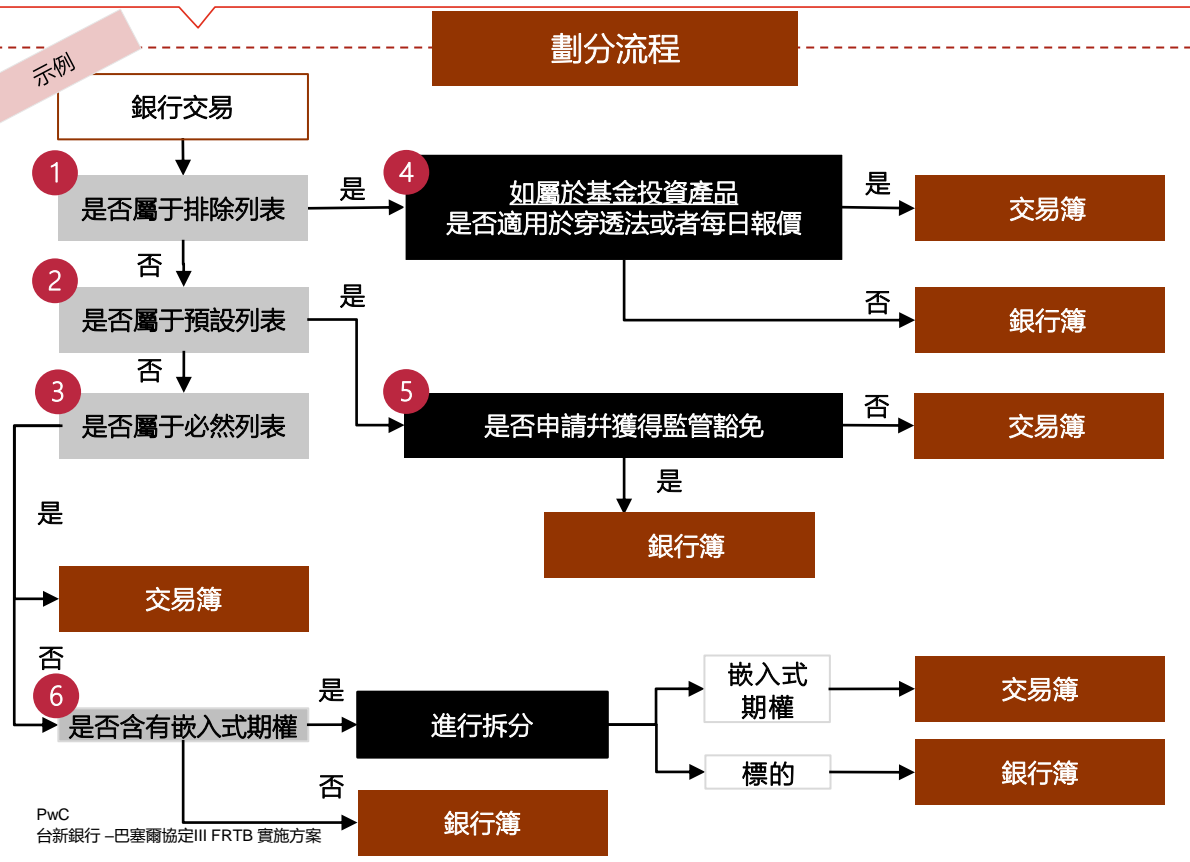 劃分流程
示例
銀行交易
1
是否屬于排除列表
是
4
如屬於基金投資產品
是否適用於穿透法或者每日報價
是
交易簿
否
否
銀行簿
2
是否屬于預設列表
是
否
3
是否屬于必然列表
5
是否申請幷獲得監管豁免
否
交易簿
是
銀行簿
是
交易簿
否
6
是否含有嵌入式期權
是
進行拆分
嵌入式
期權
交易簿
標的
銀行簿
否
銀行簿
PwC
台新銀行 –巴塞爾協定III FRTB 實施方案